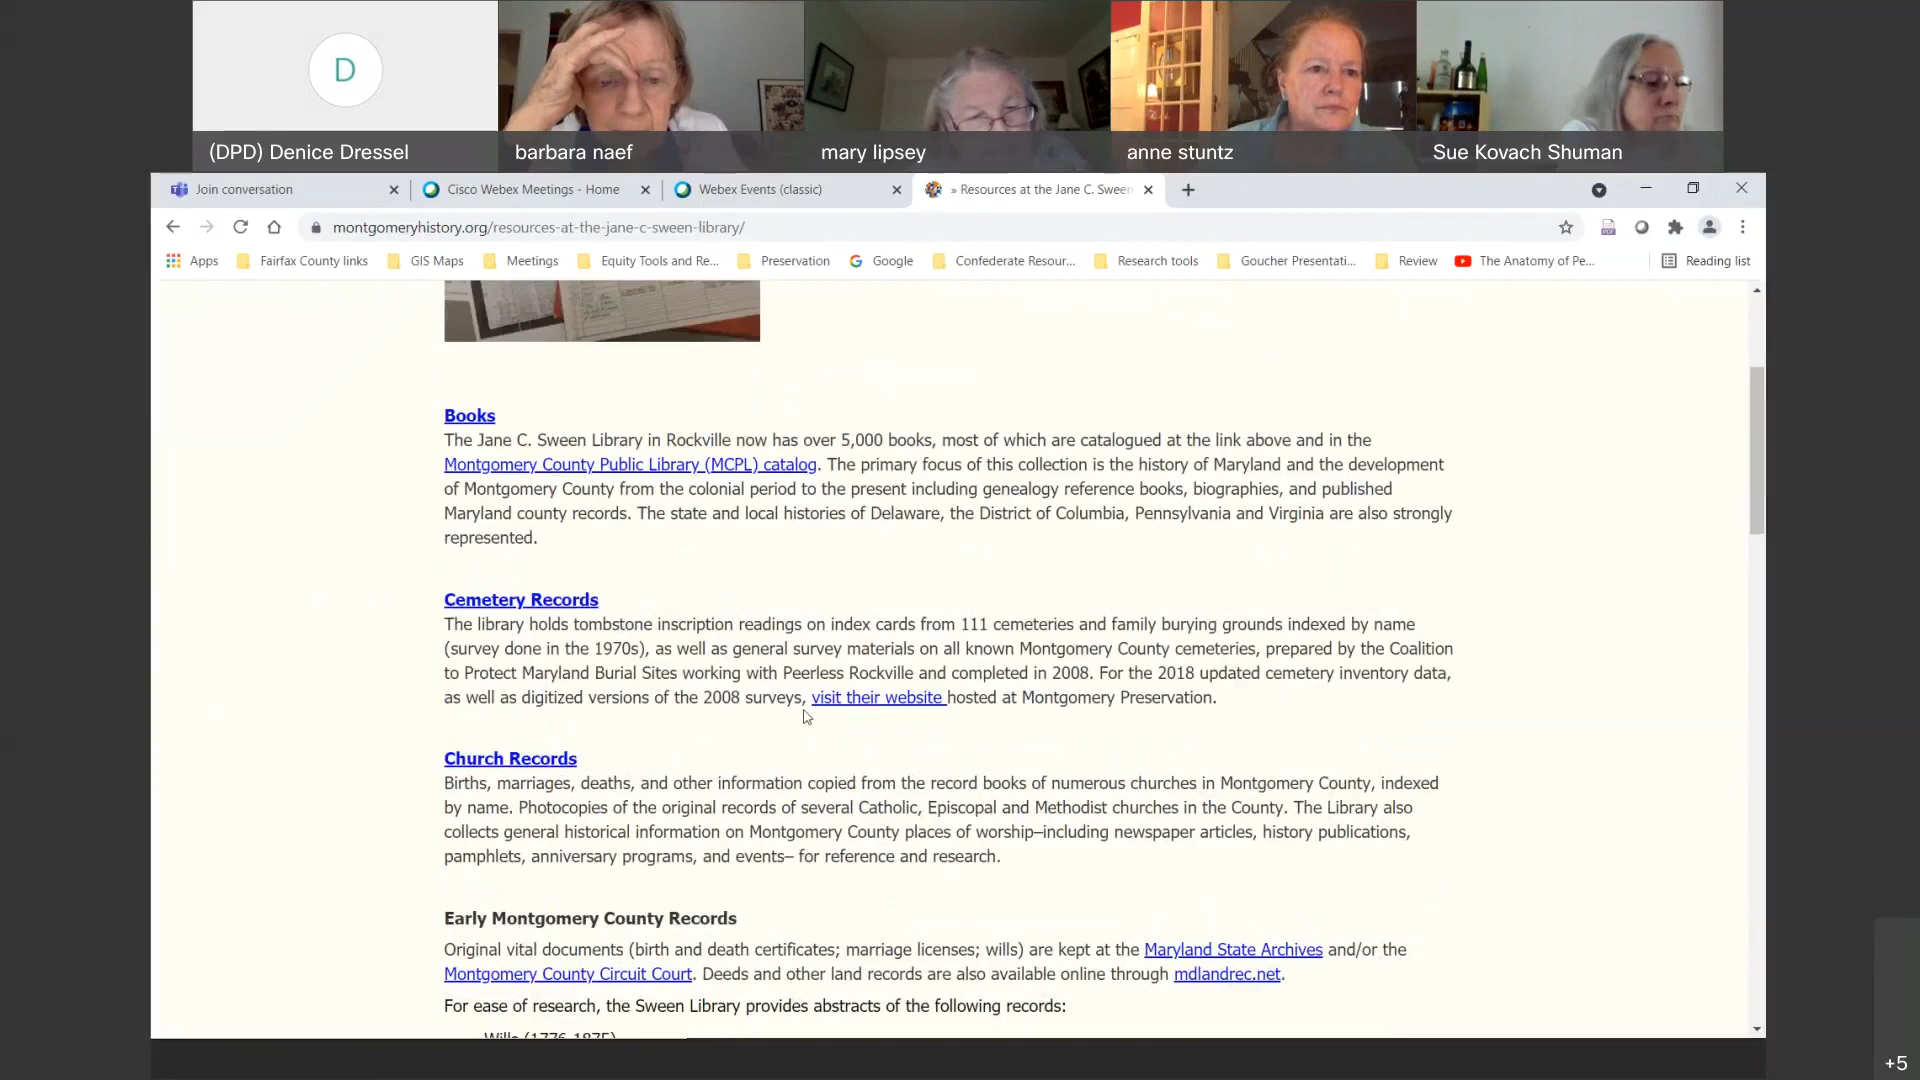 D
(DPD) Denice Dressel
barbara naef
mary lipsey
anne stuntz
Sue Kovach Shuman
Join conversation
Cisco Webex Meetings - Home
Webex Events (classic)
» Resources at the Jane C. Sween
montgomeryhistory.org/resources-at-the-jane-c-sween-library/
Apps
Fairfax County links
GIS Maps
Meetings
Equity Tools and Re...
Preservation
Google
Confederate Resour...
Research tools
Goucher Presentati...
Review
The Anatomy of Pe...
Reading list
Books
The Jane C. Sween Library in Rockville now has over 5,000 books, most of which are catalogued at the link above and in the
Montgomery County Public Library (MCPL) catalog. The primary focus of this collection is the history of Maryland and the development
of Montgomery County from the colonial period to the present including genealogy reference books, biographies, and published
Maryland county records. The state and local histories of Delaware, the District of Columbia, Pennsylvania and Virginia are also strongly
represented.
Cemetery Records
The library holds tombstone inscription readings on index cards from 111 cemeteries and family burying grounds indexed by name
(survey done in the 1970s), as well as general survey materials on all known Montgomery County cemeteries, prepared by the Coalition
to Protect Maryland Burial Sites working with Peerless Rockville and completed in 2008. For the 2018 updated cemetery inventory data,
as well as digitized versions of the 2008 surveys, visit their website hosted at Montgomery Preservation.
Church Records
Births, marriages, deaths, and other information copied from the record books of numerous churches in Montgomery County, indexed
by name. Photocopies of the original records of several Catholic, Episcopal and Methodist churches in the County. The Library also
collects general historical information on Montgomery County places of worship–including newspaper articles, history publications,
pamphlets, anniversary programs, and events– for reference and research.
Early Montgomery County Records
Original vital documents (birth and death certificates; marriage licenses; wills) are kept at the Maryland State Archives and/or the
Montgomery County Circuit Court. Deeds and other land records are also available online through mdlandrec.net.
For ease of research, the Sween Library provides abstracts of the following records:
Wills (1776-1875)
+5